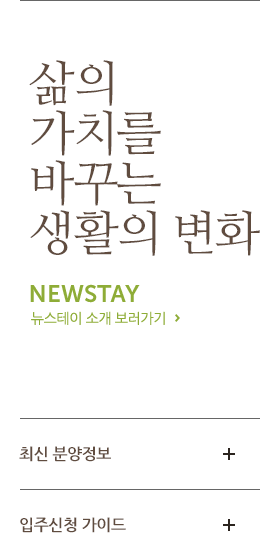 삶의
가치를
바꾸는
생활의 변화
NEWSTAY
뉴스테이 소개 보러가기 >
최신 분양정보 +
입주신청 가이드 +